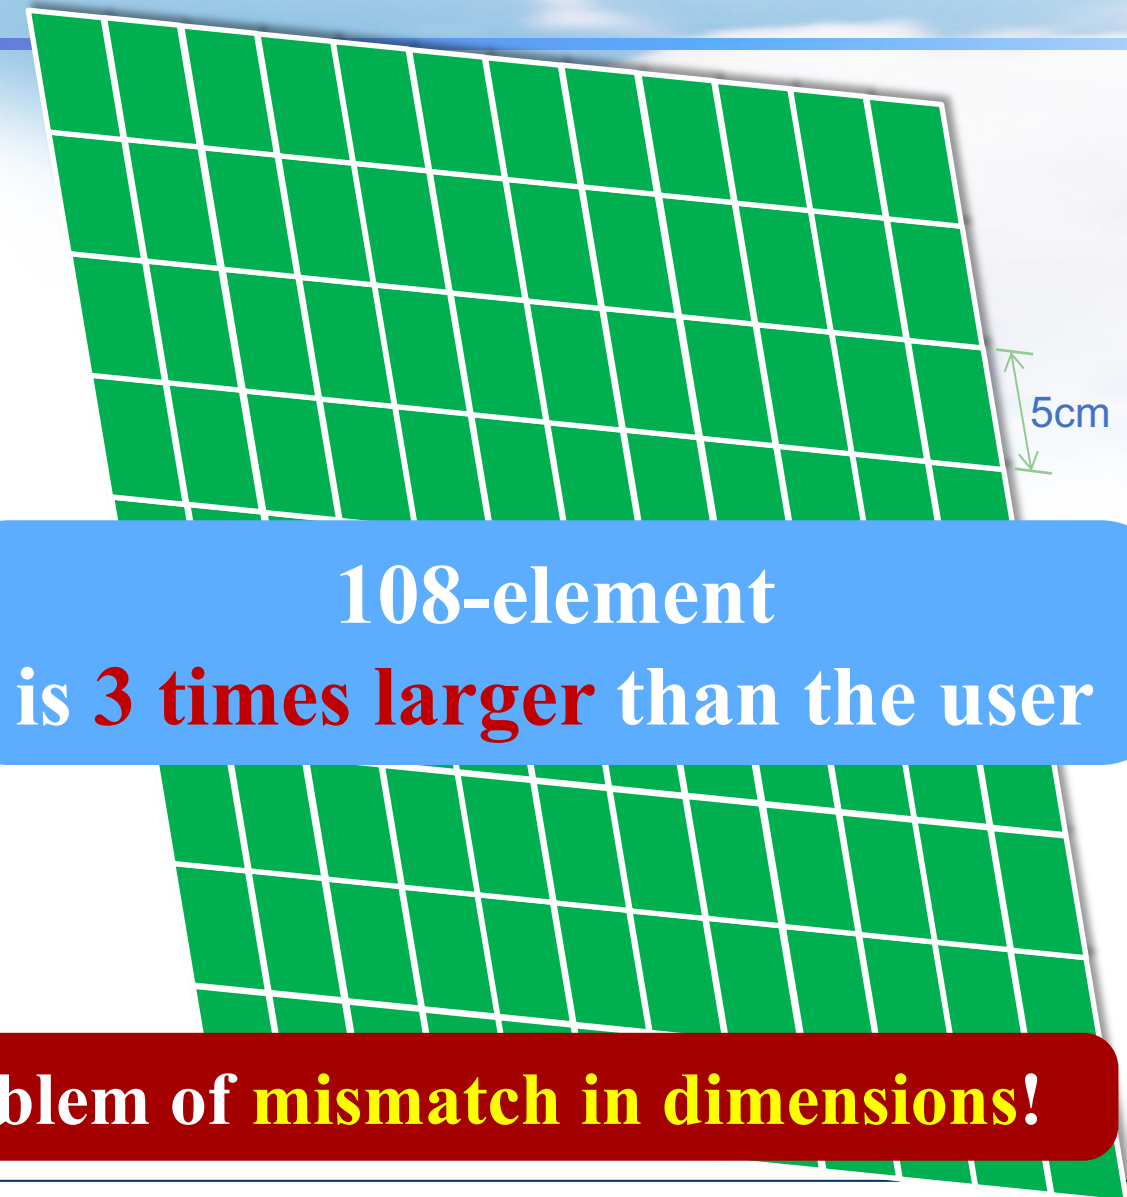 5cm
108-element
is 3 times larger than the user
blem of mismatch in dimensions!